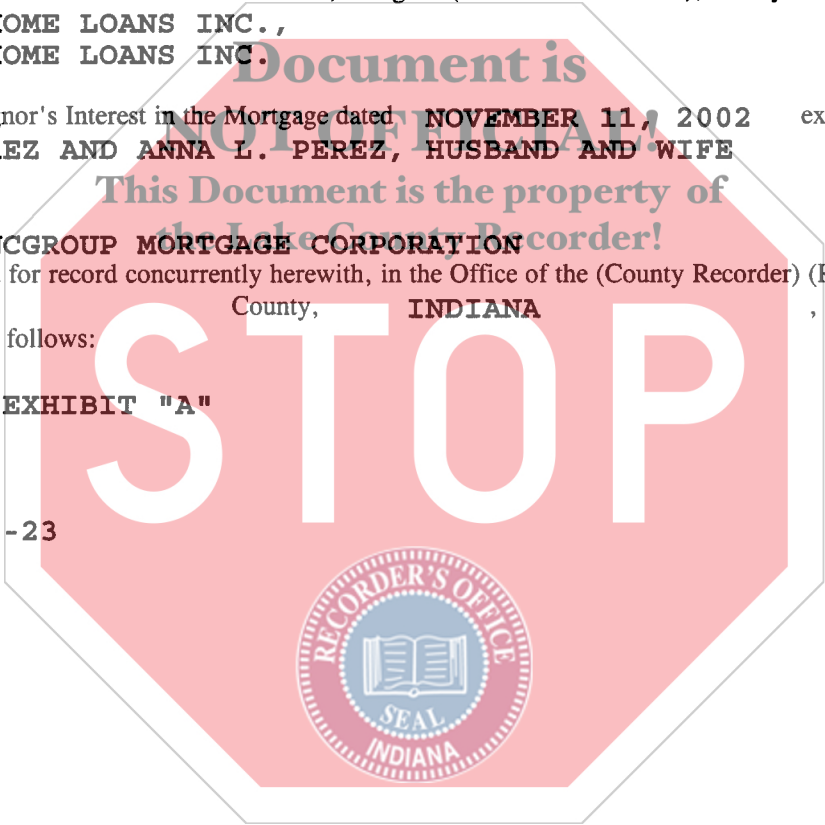 OME LOANS INC.,
OME LOANS INC.
Document is
nor's Interest in the Mortgage dated NOVEMBER 11, 2002 ex
NOT OFFICIAL!
EZ AND ANNA L. PEREZ, HUSBAND AND WIFE
This Document is the property of
the Lake County Recorder!
CGROUP MORTGAGE CORPORATION
for record concurrently herewith, in the Office of the (County Recorder)
County, INDIANA ,
follows:
EXHIBIT "A"
STOP
-23
RECORDER'S OFFICE
SEAL
INDIANA